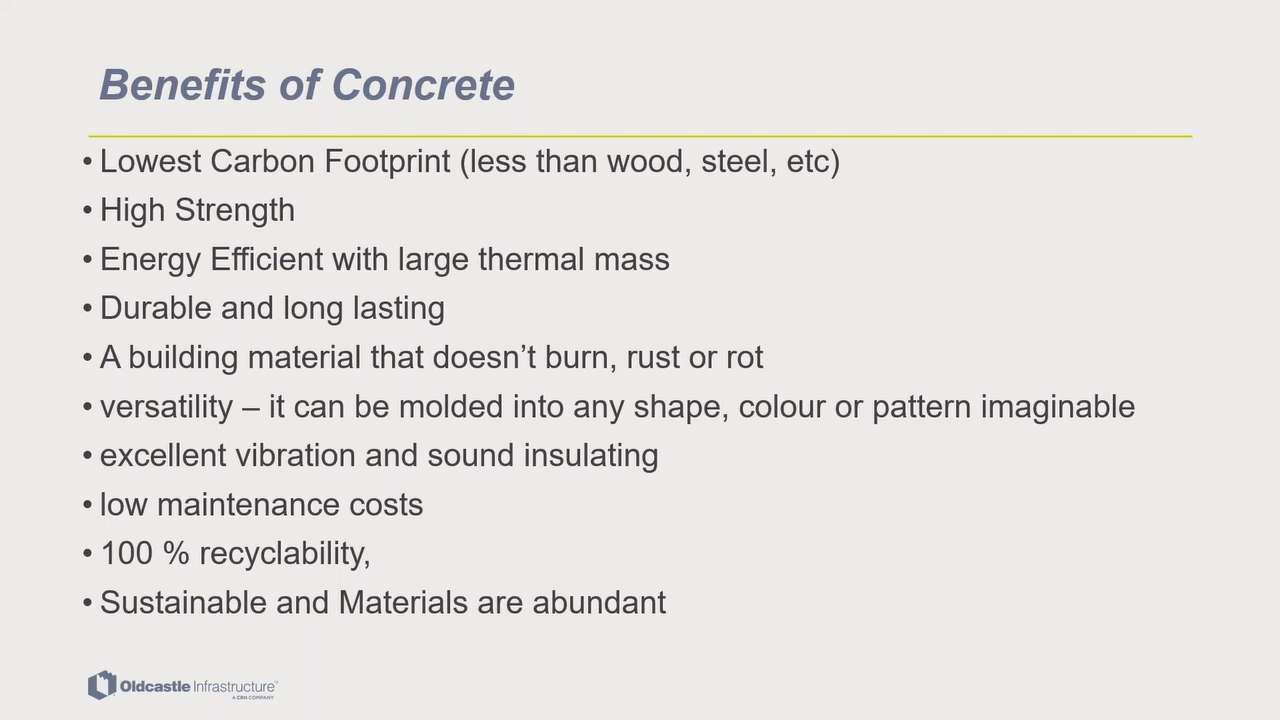 Benefits of Concrete
• Lowest Carbon Footprint (less than wood, steel, etc)
• High Strength
• Energy Efficient with large thermal mass
• Durable and long lasting
• A building material that doesn’t burn, rust or rot
• versatility – it can be molded into any shape, colour or pattern imaginable
• excellent vibration and sound insulating
• low maintenance costs
• 100 % recyclability,
• Sustainable and Materials are abundant
Oldcastle Infrastructure™
A CRH COMPANY